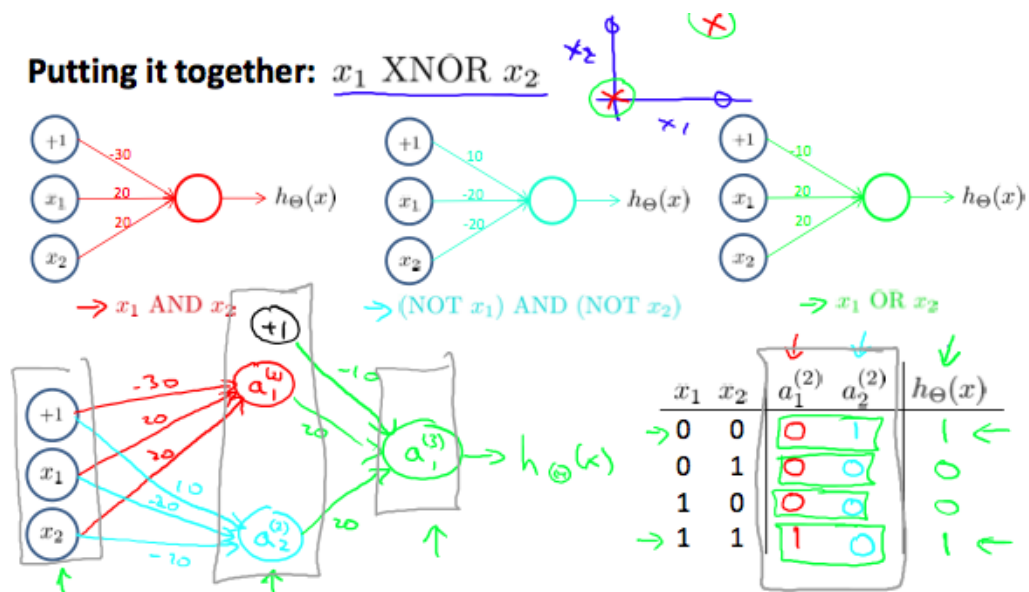 Putting it together: x₁ XNOR x₂
x₂
x₁
+1
-30
x₁
20
hΘ(x)
20
x₂
→ x₁ AND x₂
+1
10
x₁
-20
hΘ(x)
-20
x₂
→ (NOT x₁) AND (NOT x₂)
+1
-10
x₁
20
hΘ(x)
20
x₂
→ x₁ OR x₂
+1
x₁
x₂
-30
20
20
10
-20
+1
-10
20
20
a₁⁽³⁾
→ hΘ(x)
x₁ x₂ a₁⁽²⁾ a₂⁽²⁾ hΘ(x)
→ 0 0 0 1 1 ←
0 1 0 0 0
1 0 0 0 0
→ 1 1 1 0 1 ←